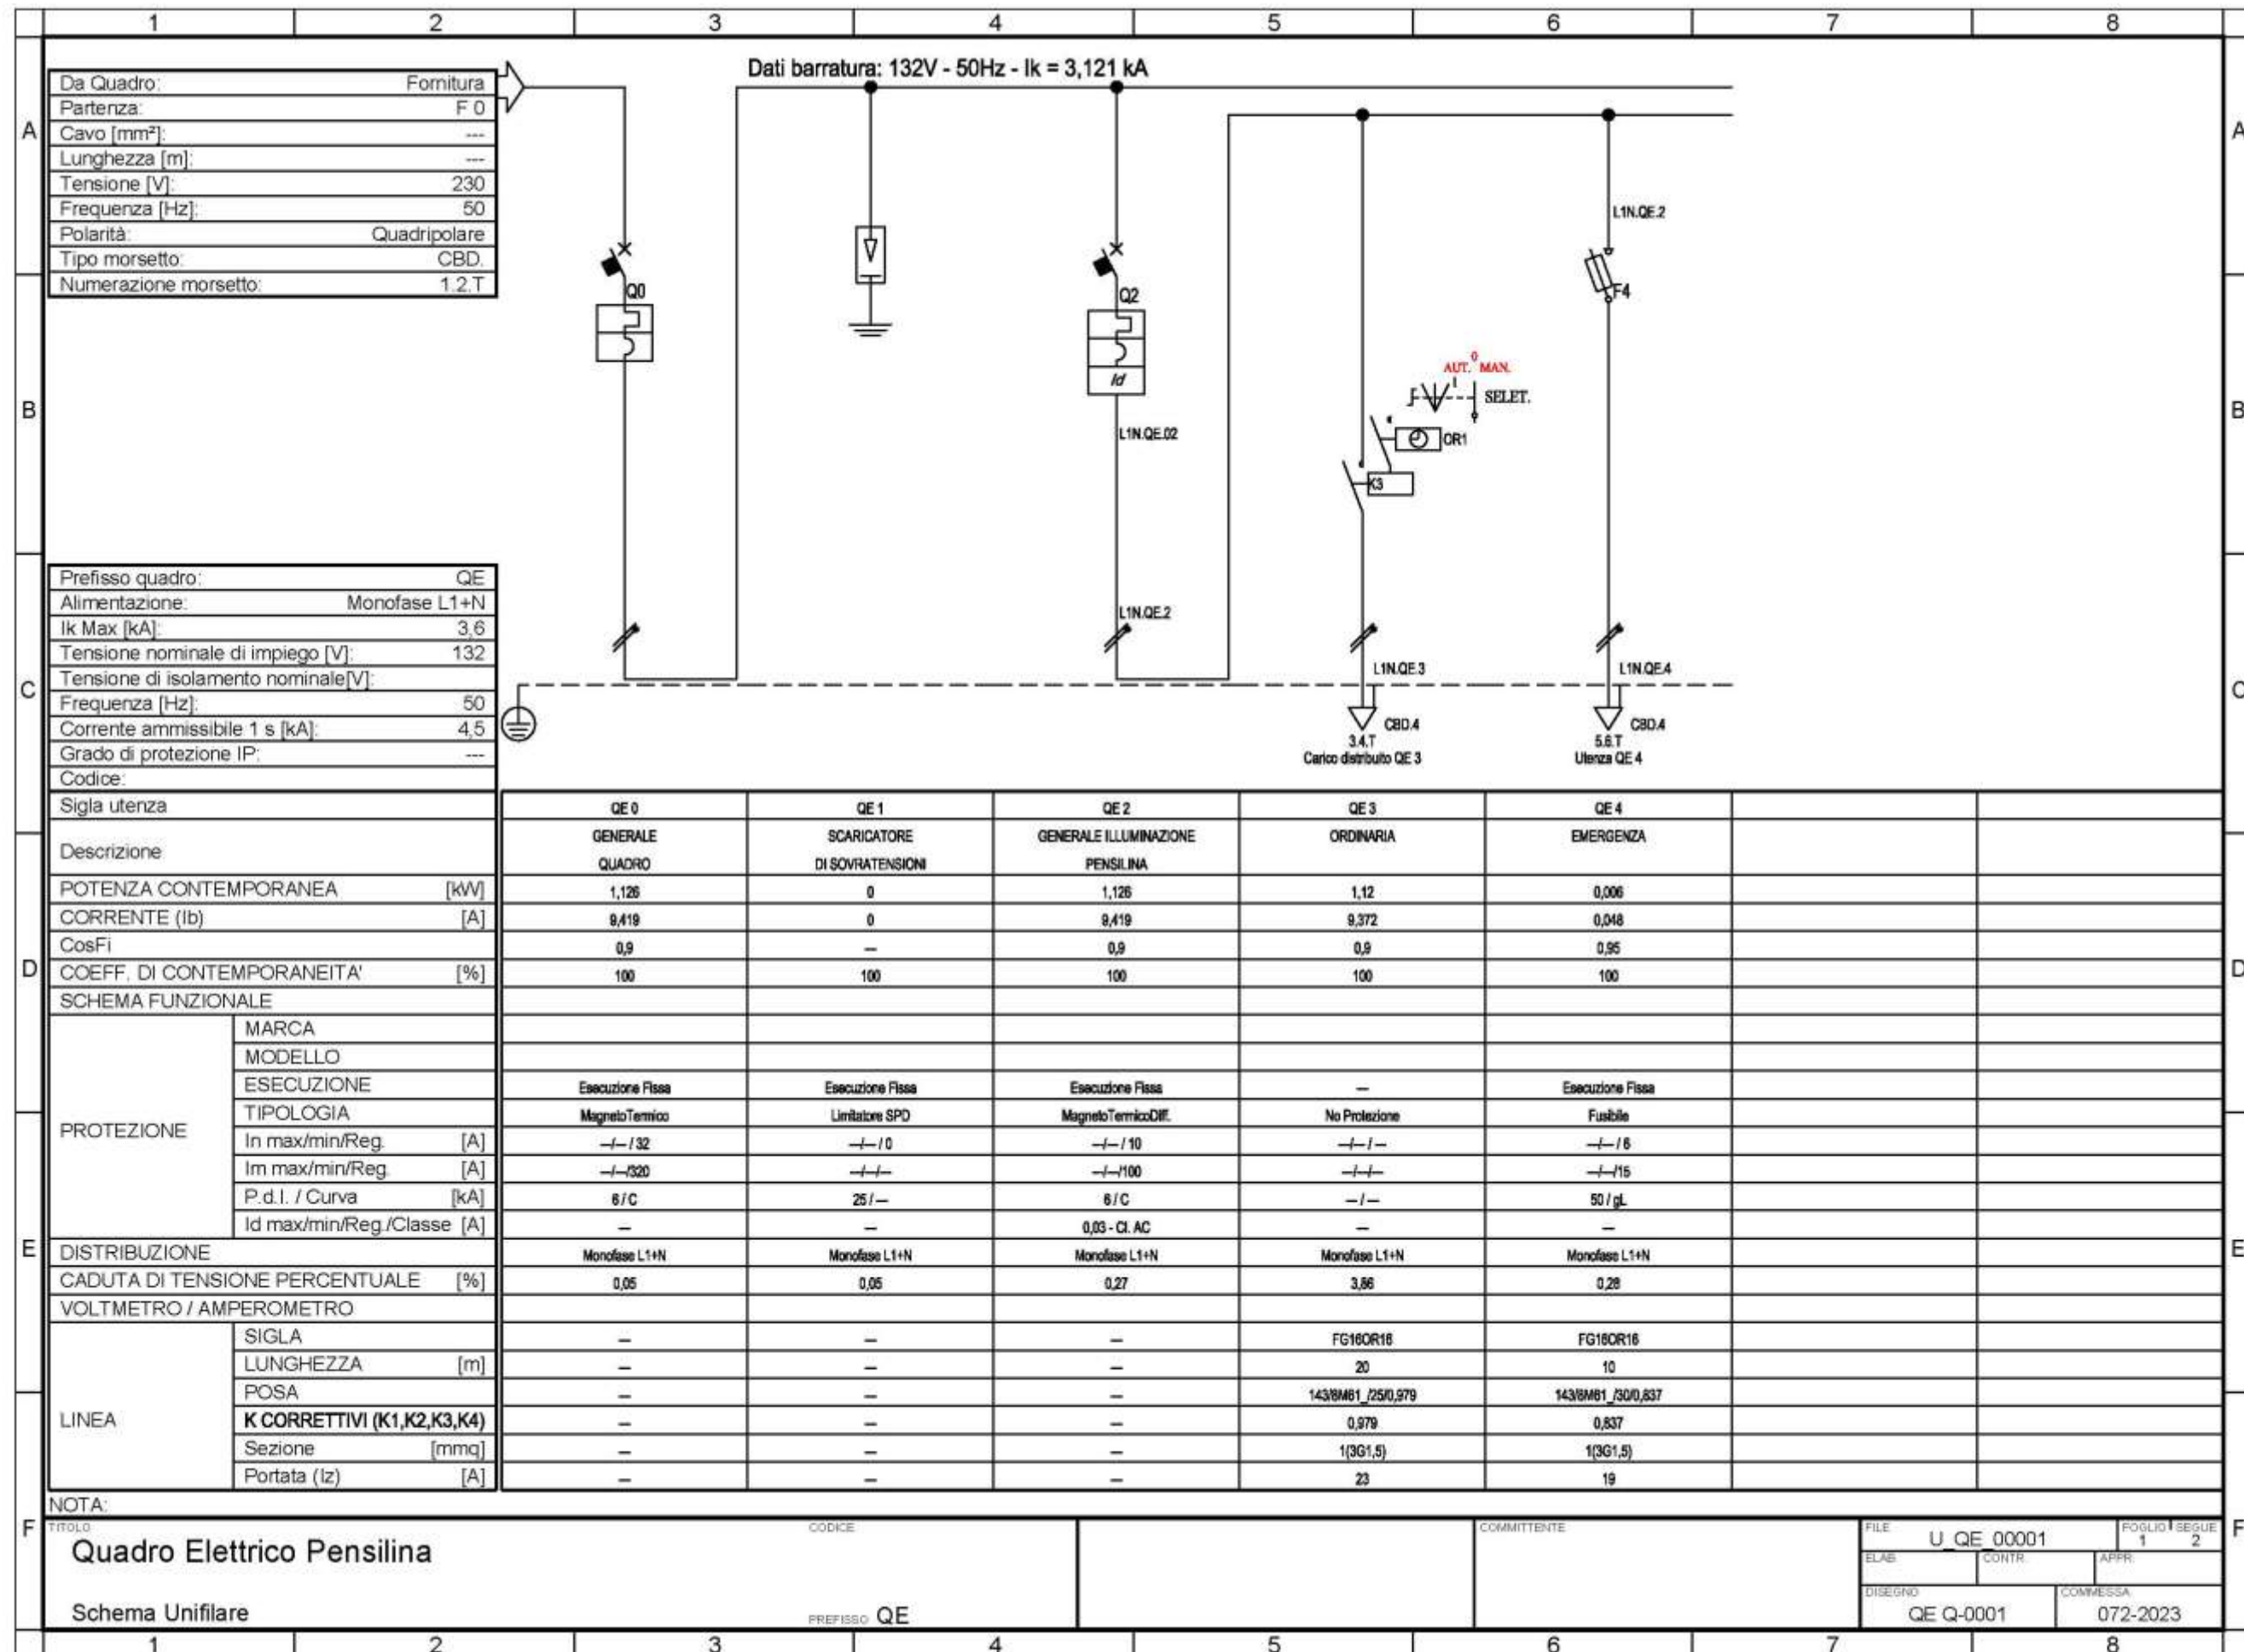 1 2 3 4 5 6 7 8
A A
B B
C C
D D
E E
F F
Da Quadro: Fornitura
Partenza: F 0
Cavo [mm²]: ---
Lunghezza [m]: ---
Tensione [V]: 230
Frequenza [Hz]: 50
Polarità: Quadripolare
Tipo morsetto: CBD.
Numerazione morsetto: 1.2.T
Dati barratura: 132V - 50Hz - Ik = 3,121 kA
L1N.QE.2
Q0
Q2
F4
Id
0
AUT. MAN.
I
SELET.
L1N.QE.02
OR1
K3
L1N.QE.2
L1N.QE.3
L1N.QE.4
CBD.4
CBD.4
3.4.T
5.6.T
Carico distribuito QE 3
Utenza QE 4
Prefisso quadro: QE
Alimentazione: Monofase L1+N
Ik Max [kA]: 3,6
Tensione nominale di impiego [V]: 132
Tensione di isolamento nominale[V]:
Frequenza [Hz]: 50
Corrente ammissibile 1 s [kA]: 4,5
Grado di protezione IP: ---
Codice:
Sigla utenza QE 0 QE 1 QE 2 QE 3 QE 4
Descrizione
GENERALE SCARICATORE GENERALE ILLUMINAZIONE ORDINARIA EMERGENZA
QUADRO DI SOVRATENSIONI PENSILINA
POTENZA CONTEMPORANEA [kW] 1,126 0 1,126 1,12 0,006
CORRENTE (Ib) [A] 9,419 0 9,419 9,372 0,048
CosFi 0,9 — 0,9 0,9 0,95
COEFF. DI CONTEMPORANEITA' [%] 100 100 100 100 100
SCHEMA FUNZIONALE
PROTEZIONE
MARCA
MODELLO
ESECUZIONE Esecuzione Fissa Esecuzione Fissa Esecuzione Fissa — Esecuzione Fissa
TIPOLOGIA MagnetoTermico Limitatore SPD MagnetoTermicoDiff. No Protezione Fusibile
In max/min/Reg. [A] —/— / 32 —/— / 0 —/— / 10 —/— / — —/— / 6
Im max/min/Reg. [A] —/—/320 —/—/— —/—/100 —/—/— —/—/15
P.d.I. / Curva [kA] 6 / C 25 / — 6 / C — / — 50 / gL
Id max/min/Reg./Classe [A] — — 0,03 - Cl. AC — —
DISTRIBUZIONE Monofase L1+N Monofase L1+N Monofase L1+N Monofase L1+N Monofase L1+N
CADUTA DI TENSIONE PERCENTUALE [%] 0,05 0,05 0,27 3,86 0,28
VOLTMETRO / AMPEROMETRO
LINEA
SIGLA — — — FG16OR16 FG16OR16
LUNGHEZZA [m] — — — 20 10
POSA — — — 143/8M61_/25/0,979 143/8M61_/30/0,837
K CORRETTIVI (K1,K2,K3,K4) — — — 0,979 0,837
Sezione [mmq] — — — 1(3G1,5) 1(3G1,5)
Portata (Iz) [A] — — — 23 19
NOTA:
TITOLO
Quadro Elettrico Pensilina
Schema Unifilare
CODICE
PREFISSO QE
COMMITTENTE
FILE U_QE_00001
FOGLIO 1 SEGUE 2
ELAB. CONTR. APPR.
DISEGNO QE Q-0001
COMMESSA 072-2023
1 2 3 4 5 6 7 8